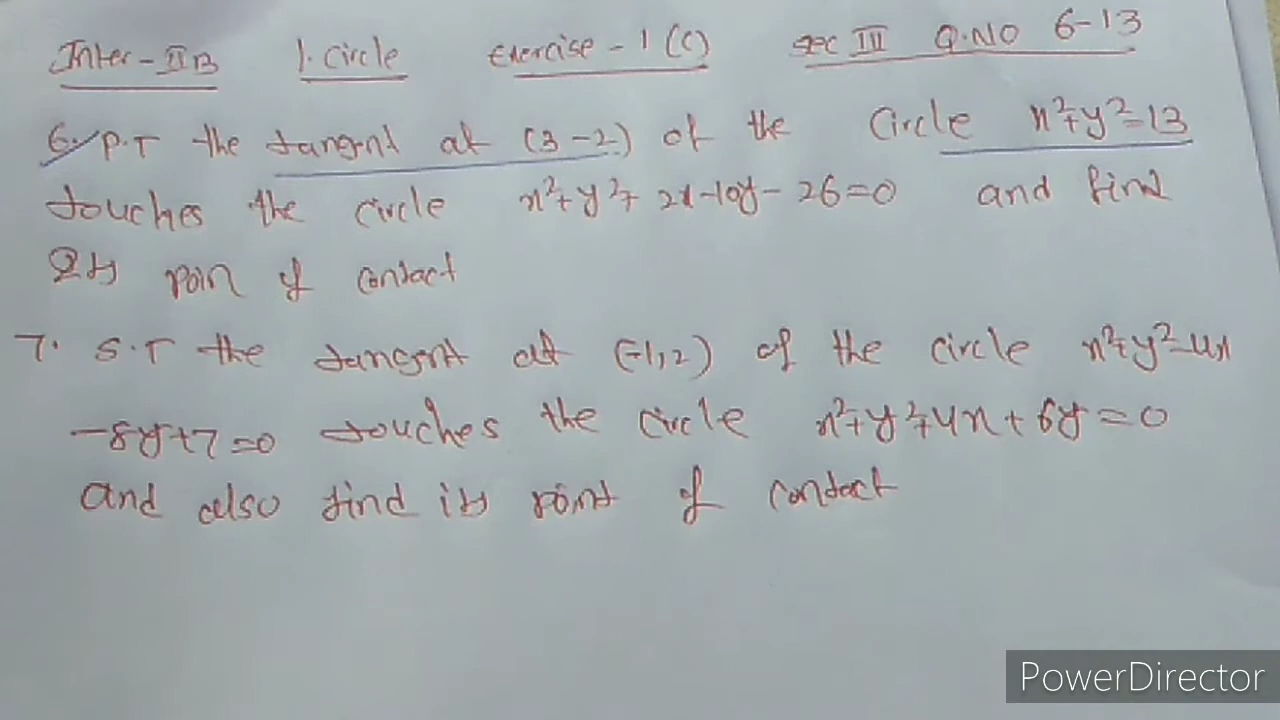 Inter-IIB 1. Circle Exercise-1(c) sec III Q.NO 6-13
6. P.T the tangent at (3 -2) of the Circle x²+y²=13
touches the circle x²+y²+2x-10y-26=0 and find
Its poin of contact
7. S.T the tangent at (-1,2) of the circle x²+y²-4x
-8y+7=0 touches the circle x²+y²+4x+6y=0
and also find its point of contact
PowerDirector